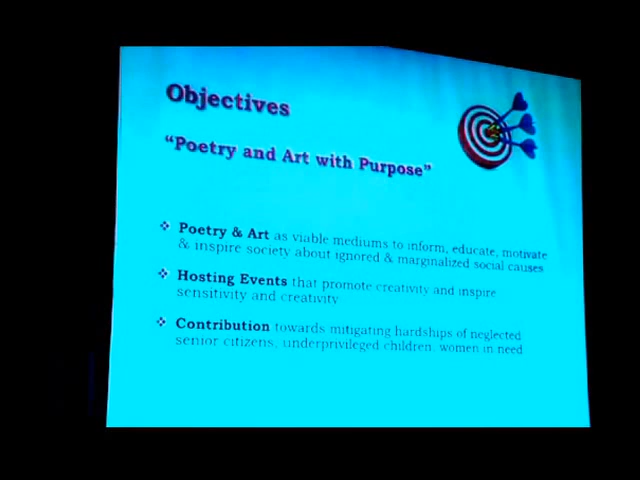 Objectives
“Poetry and Art with Purpose”
❖ Poetry & Art as viable mediums to inform, educate, motivate
& inspire society about ignored & marginalized social causes
❖ Hosting Events that promote creativity and inspire
sensitivity and creativity
❖ Contribution towards mitigating hardships of neglected
senior citizens, underprivileged children, women in need